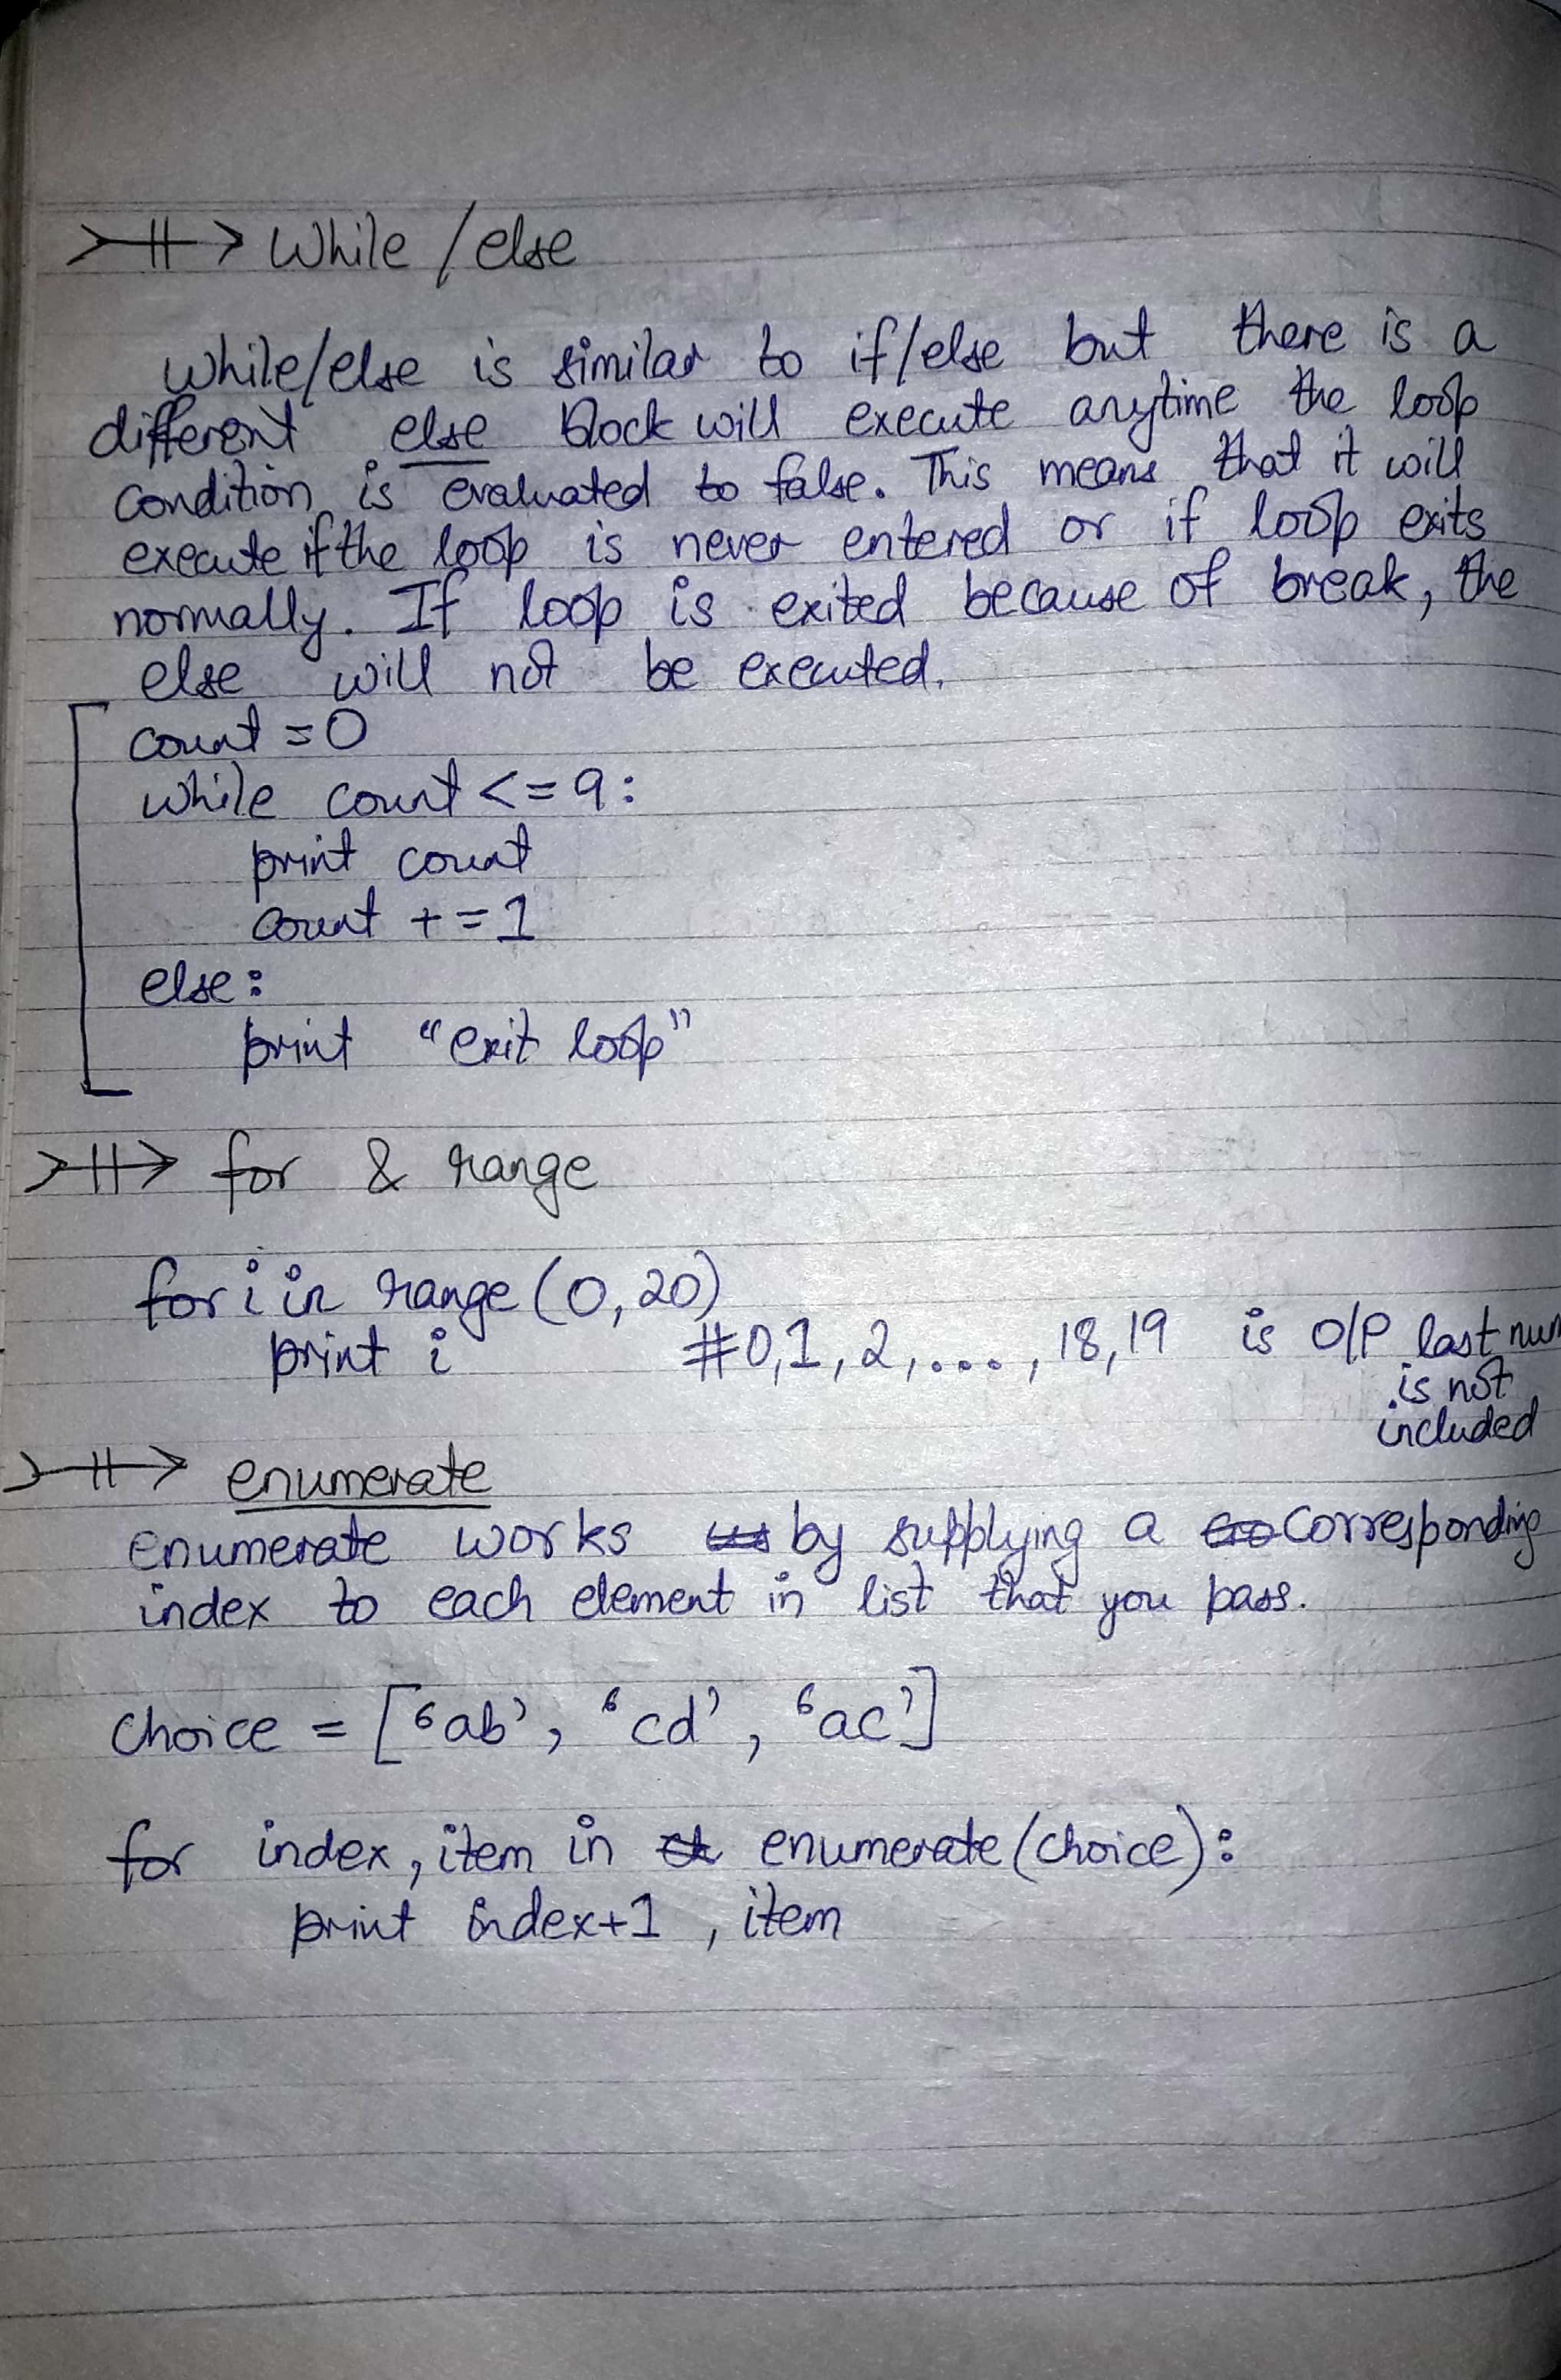 While / else
While/else is similar to if/else but there is a
different else block will execute anytime the loop
condition is evaluated to false. This means that it will
execute if the loop is never entered or if loop exits
normally. If loop is exited because of break, the
else will not be executed.
count = 0
while count <= 9:
print count
count += 1
else:
print "exit loop"
for & range
for i in range (0, 20)
print i #0,1,2,...,18,19 is O/P last num
is not
included
enumerate
enumerate works by supplying a corresponding
index to each element in list that you pass.
Choice = ['ab', 'cd', 'ac']
for index, item in enumerate (choice):
print index+1, item